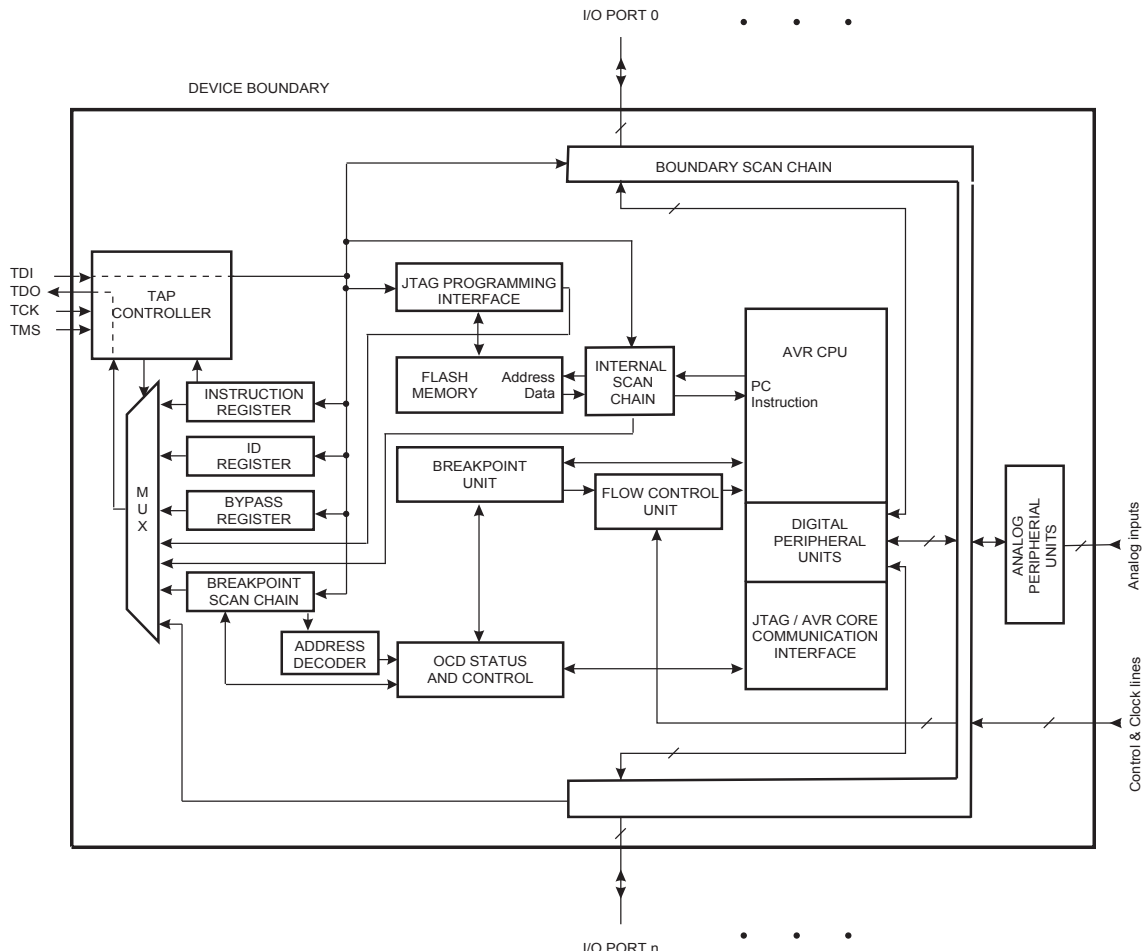 I/O PORT 0
DEVICE BOUNDARY
BOUNDARY SCAN CHAIN
TDI
TDO
TCK
TMS
TAP
CONTROLLER
JTAG PROGRAMMING
INTERFACE
AVR CPU
FLASH
MEMORY
Address
Data
INTERNAL
SCAN
CHAIN
PC
Instruction
INSTRUCTION
REGISTER
ID
REGISTER
BREAKPOINT
UNIT
FLOW CONTROL
UNIT
MUX
BYPASS
REGISTER
DIGITAL
PERIPHERAL
UNITS
ANALOG
PERIPHERIAL
UNITS
Analog inputs
BREAKPOINT
SCAN CHAIN
ADDRESS
DECODER
OCD STATUS
AND CONTROL
JTAG / AVR CORE
COMMUNICATION
INTERFACE
Control & Clock lines
I/O PORT n